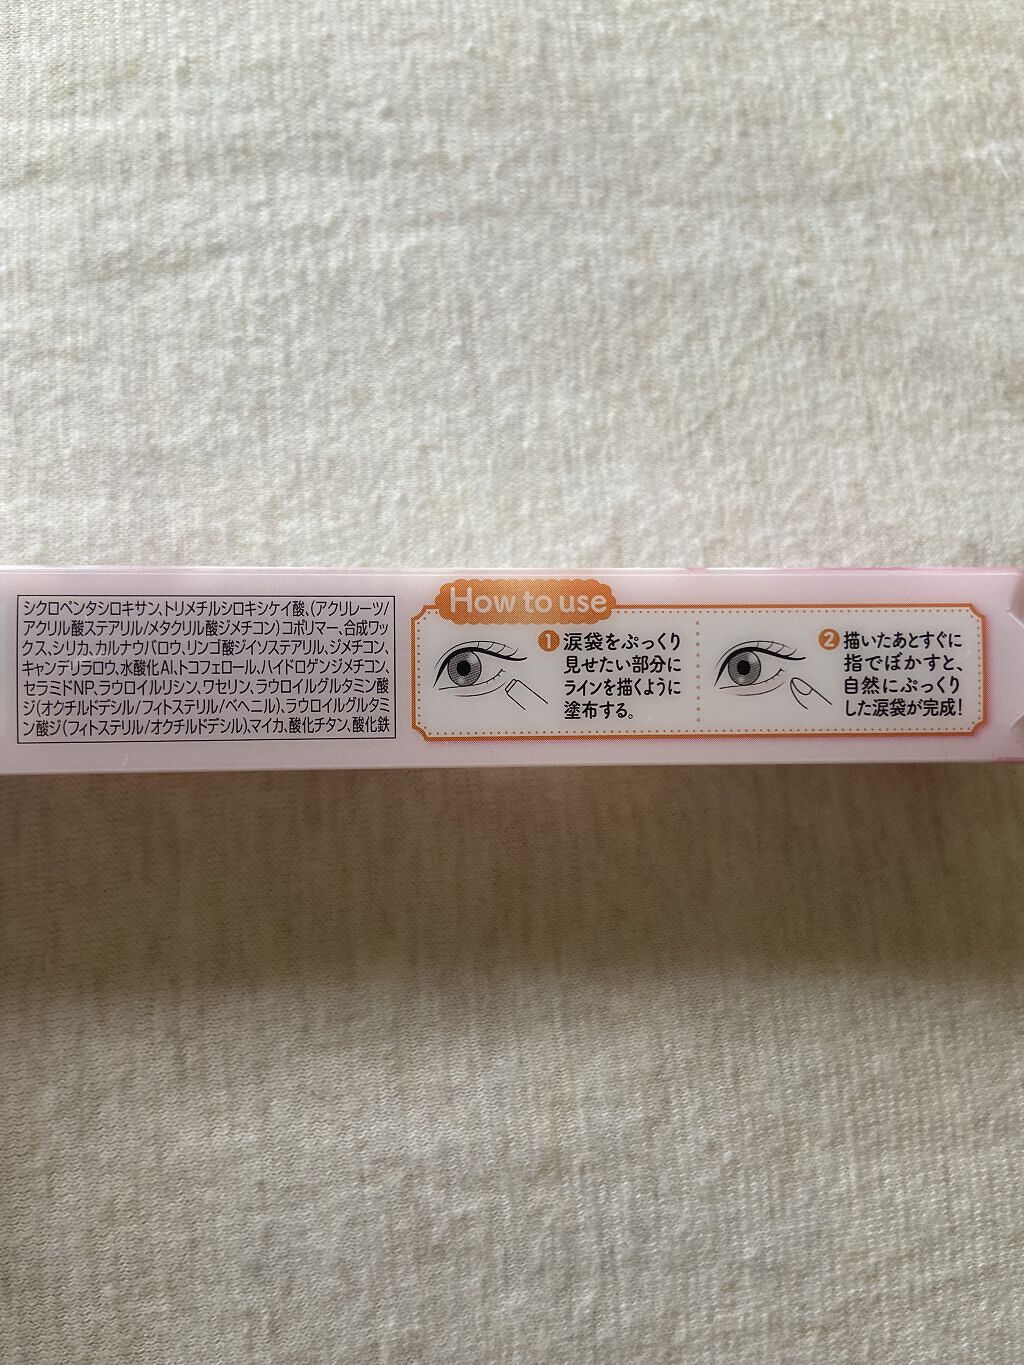 シクロペンタシロキサン、トリメチルシロキシケイ酸、(アクリレーツ/
アクリル酸ステアリル/メタクリル酸ジメチコン)コポリマー、合成ワッ
クス、シリカ、カルナウバロウ、リンゴ酸ジイソステアリル、ジメチコン、
キャンデリラロウ、水酸化Al、トコフェロール、ハイドロゲンジメチコン、
セラミドNP、ラウロイルリシン、ワセリン、ラウロイルグルタミン酸
ジ(オクチルドデシル/フィトステリル/ベヘニル)、ラウロイルグルタミ
ン酸ジ(フィトステリル/オクチルドデシル)、マイカ、酸化チタン、酸化鉄
How to use
1 涙袋をぷっくり
見せたい部分に
ラインを描くように
塗布する。
2 描いたあとすぐに
指でぼかすと、
自然にぷっくり
した涙袋が完成!